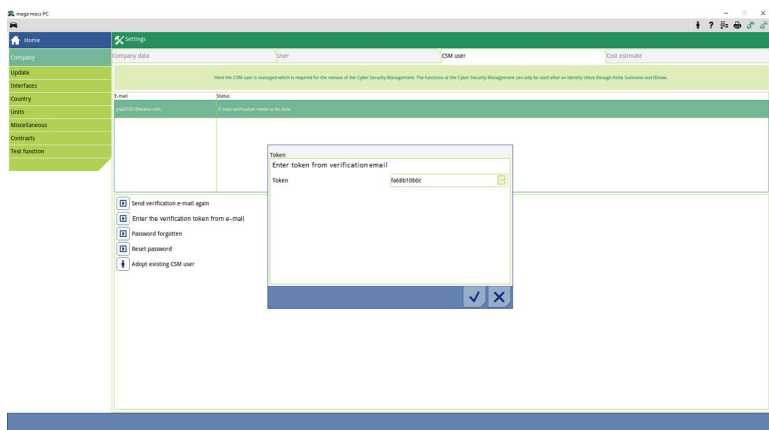 mega macs PC
Home
Settings
Company
Company data
User
CSM user
Cost estimate
Update
Interfaces
Country
Units
Miscellaneous
Contracts
Test function
Here the CSM user is managed which is required for the release of the Cyber Security Management. The functions of the Cyber Security Management can only be used after an identity check through Hella Gutmann and IDnow.
E-mail
Status
E-mail verification needs to be done
Token
Enter token from verification email
Token
fa68b10b0c
Send verification e-mail again
Enter the verification token from e-mail
Password forgotten
Reset password
Adopt existing CSM user